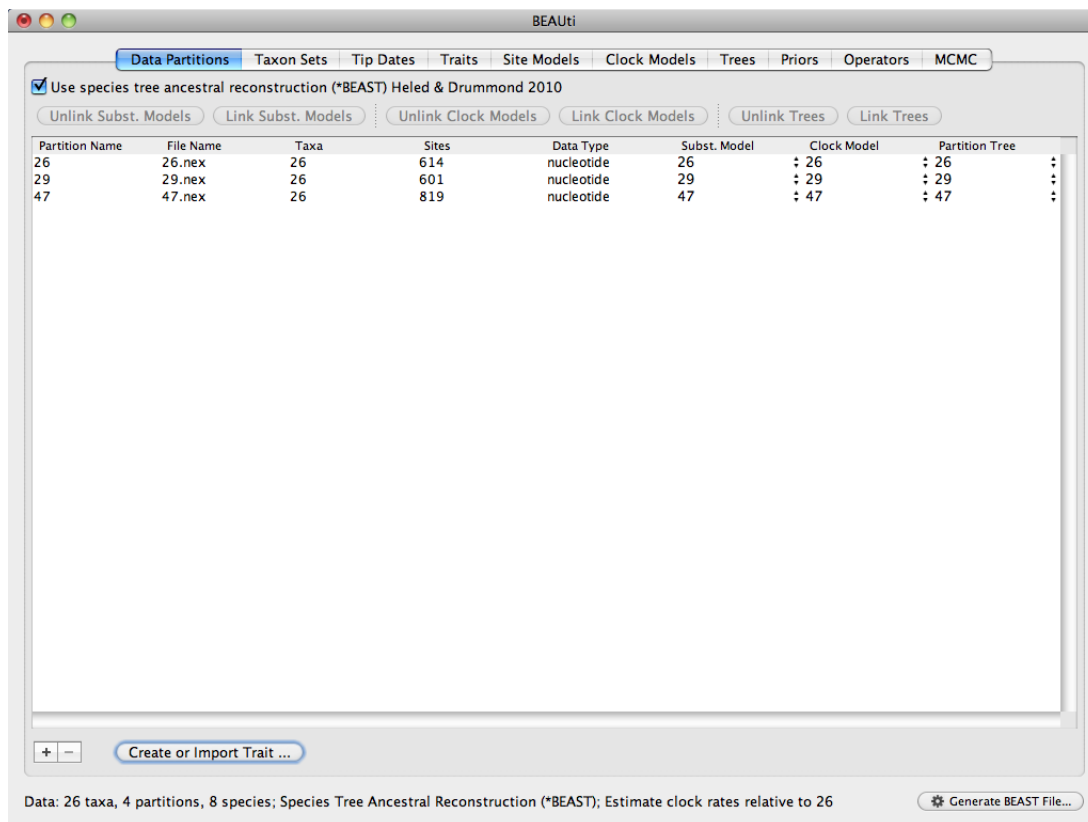 BEAUti
Data Partitions Taxon Sets Tip Dates Traits Site Models Clock Models Trees Priors Operators MCMC
Use species tree ancestral reconstruction (*BEAST) Heled & Drummond 2010
Unlink Subst. Models Link Subst. Models Unlink Clock Models Link Clock Models Unlink Trees Link Trees
Partition Name File Name Taxa Sites Data Type Subst. Model Clock Model Partition Tree
26 26.nex 26 614 nucleotide 26 26 26
29 29.nex 26 601 nucleotide 29 29 29
47 47.nex 26 819 nucleotide 47 47 47
+ − Create or Import Trait ...
Data: 26 taxa, 4 partitions, 8 species; Species Tree Ancestral Reconstruction (*BEAST); Estimate clock rates relative to 26 Generate BEAST File...